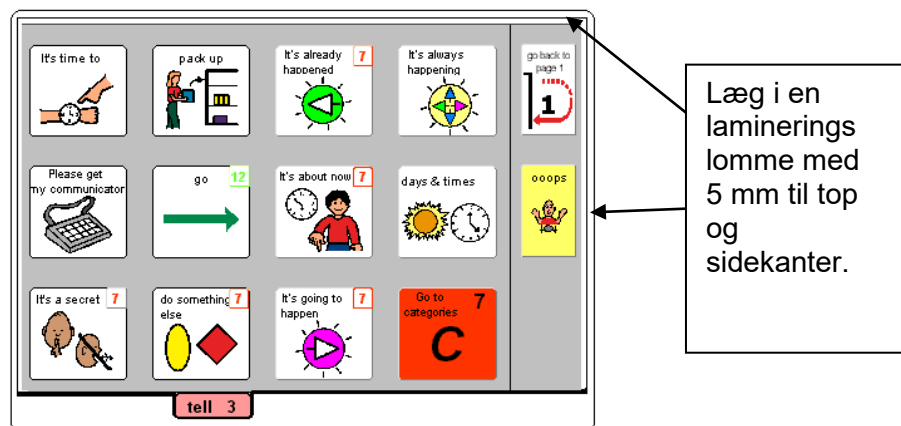 It's time to
pack up
It's already 7
happened
It's always
happening
go back to
page 1
1
Please get
my communicator
go 12
It's about now 7
days & times
ooops
It's a secret 7
do something 7
else
It's going to 7
happen
Go to 7
categories
C
tell 3
Læg i en
laminerings
lomme med
5 mm til top
og
sidekanter.